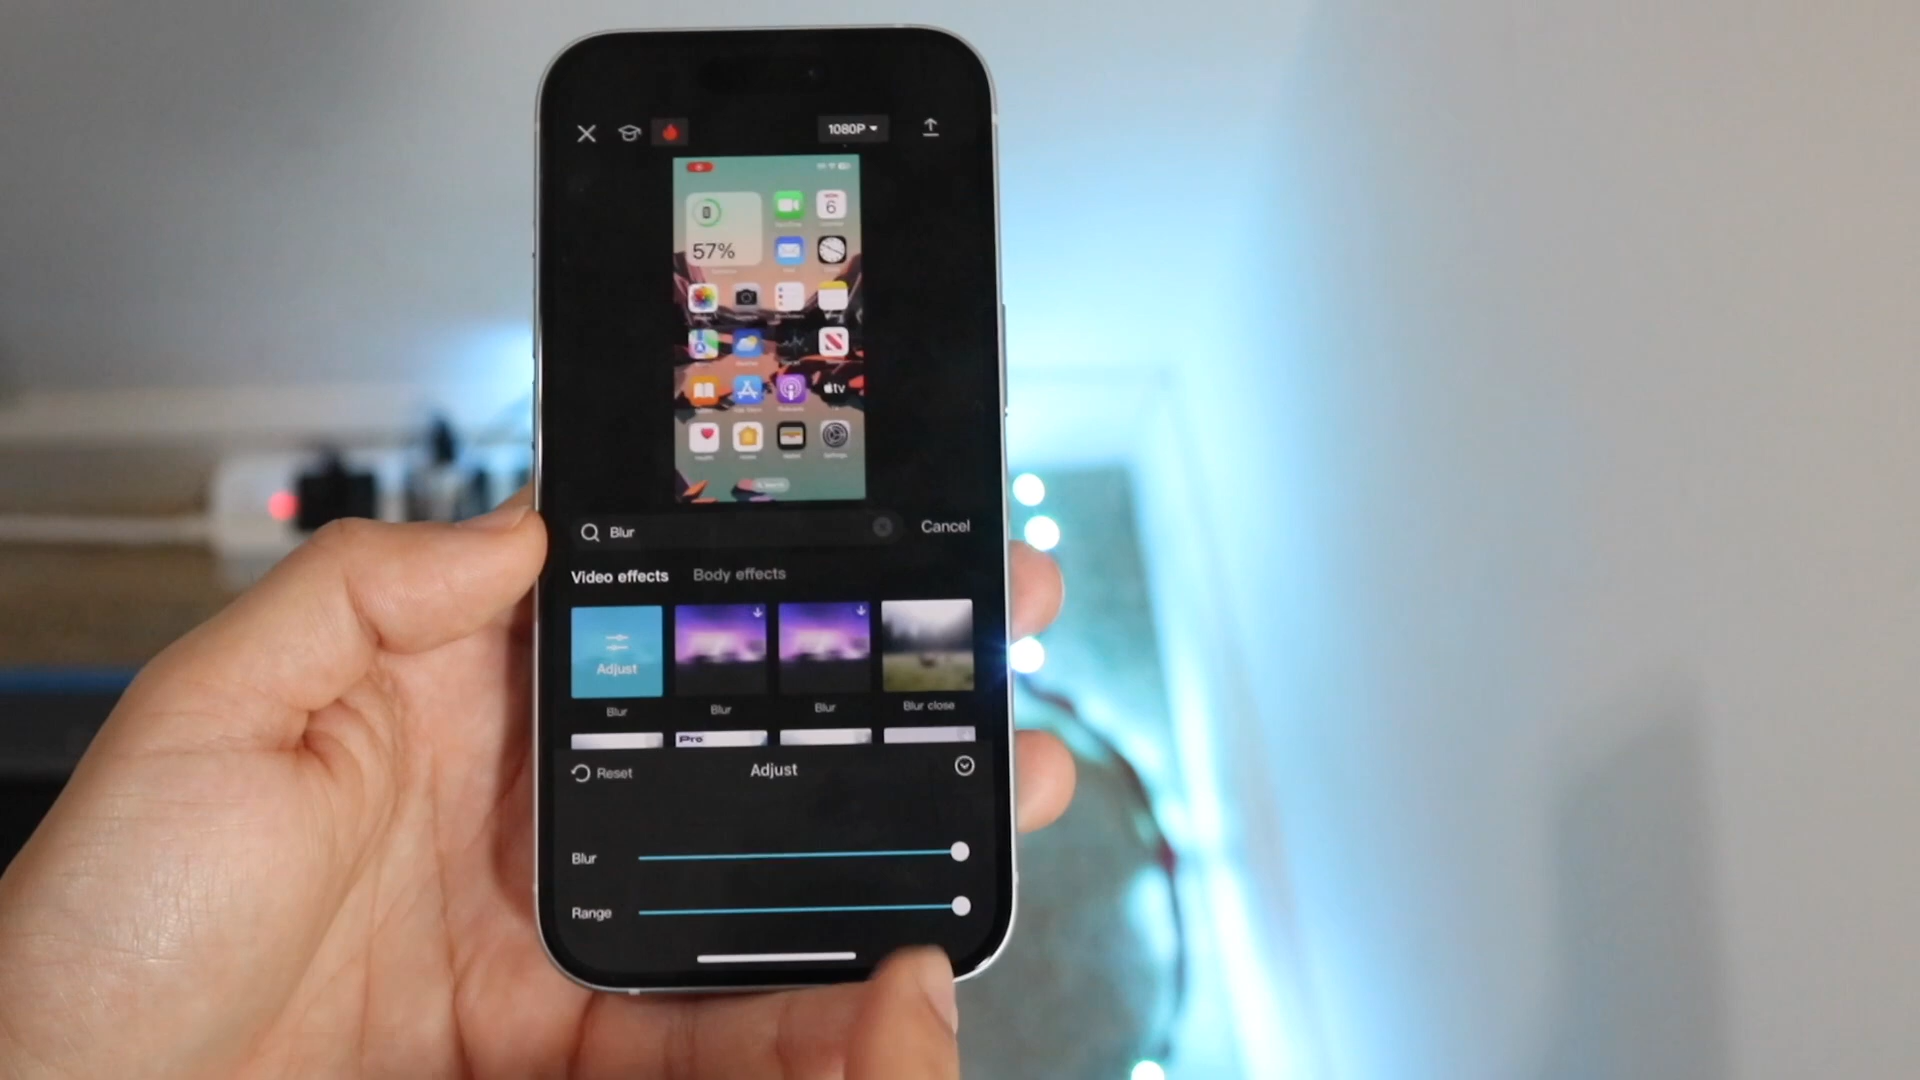 1080P
6
57%
tv
Blur
Cancel
Video effects
Body effects
Adjust
Blur
Blur
Blur
Blur close
Pro
Reset
Adjust
Blur
Range